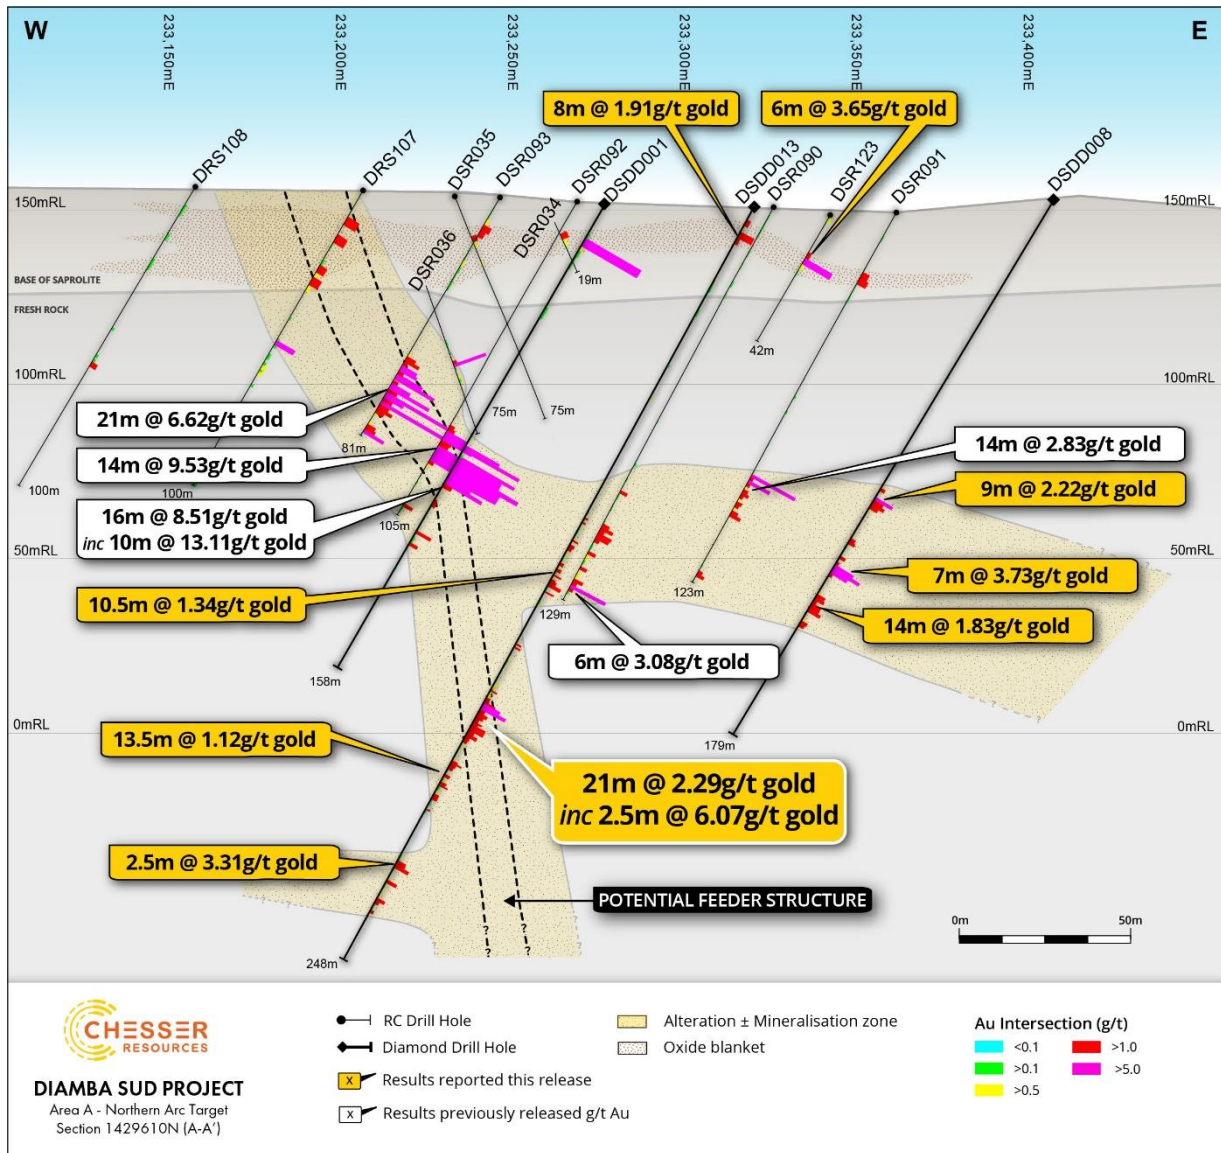 W
E
233,150mE
233,200mE
233,250mE
233,300mE
233,350mE
233,400mE
8m @ 1.91g/t gold
6m @ 3.65g/t gold
DRS108
DRS107
DSR035
DSR093
DSR092
DSDD001
DSDD013
DSR090
DSR123
DSR091
DSDD008
150mRL
150mRL
DSR036
DSR034
19m
BASE OF SAPROLITE
FRESH ROCK
42m
100mRL
100mRL
21m @ 6.62g/t gold
81m
75m
75m
14m @ 9.53g/t gold
14m @ 2.83g/t gold
100m
100m
9m @ 2.22g/t gold
16m @ 8.51g/t gold
inc 10m @ 13.11g/t gold
105m
50mRL
50mRL
7m @ 3.73g/t gold
10.5m @ 1.34g/t gold
129m
123m
14m @ 1.83g/t gold
6m @ 3.08g/t gold
158m
0mRL
0mRL
13.5m @ 1.12g/t gold
179m
21m @ 2.29g/t gold
inc 2.5m @ 6.07g/t gold
2.5m @ 3.31g/t gold
POTENTIAL FEEDER STRUCTURE
0m
50m
? ?
? ?
248m
CHESSER
RESOURCES
DIAMBA SUD PROJECT
Area A - Northern Arc Target
Section 1429610N (A-A’)
RC Drill Hole
Diamond Drill Hole
X Results reported this release
X Results previously released g/t Au
Alteration ± Mineralisation zone
Oxide blanket
Au Intersection (g/t)
<0.1
>0.1
>0.5
>1.0
>5.0